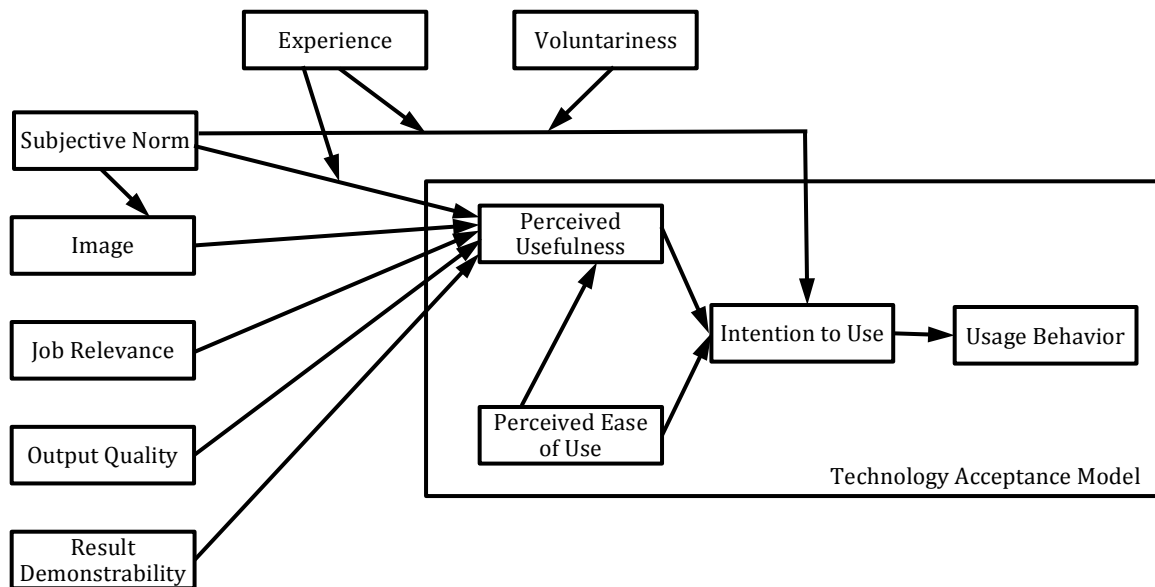 Experience
Voluntariness
Subjective Norm
Image
Job Relevance
Output Quality
Result
Demonstrability
Perceived
Usefulness
Perceived Ease
of Use
Intention to Use
Usage Behavior
Technology Acceptance Model